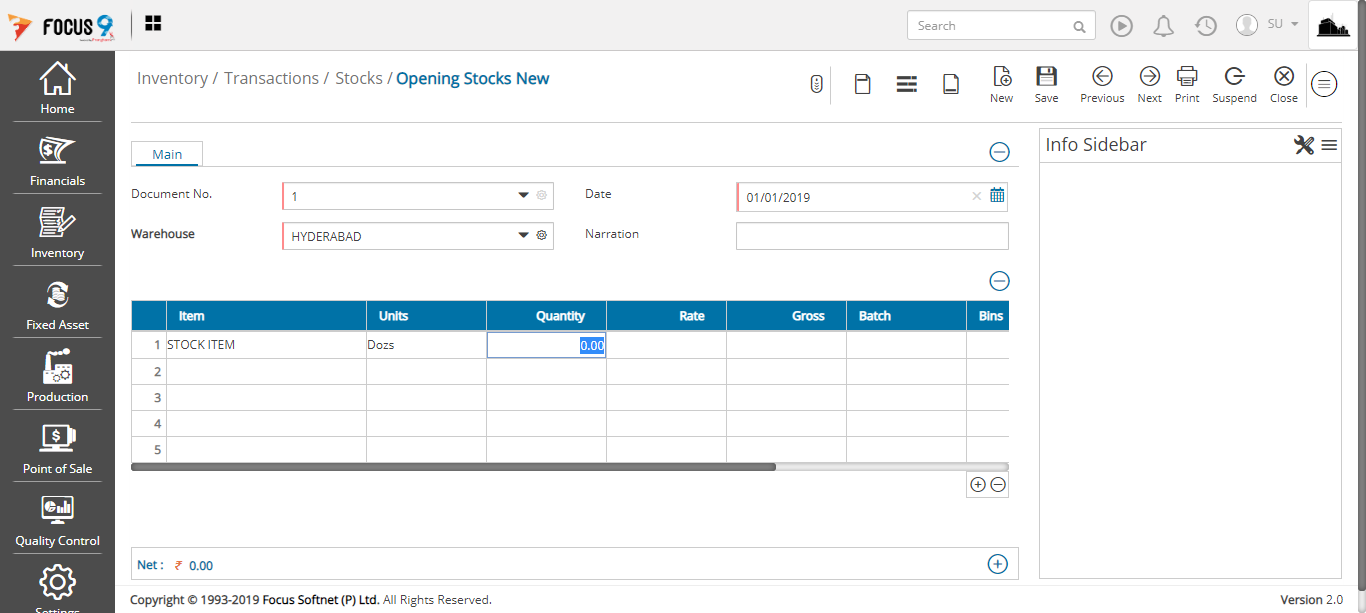 FOCUS 9
Search
SU
Home
Financials
Inventory
Fixed Asset
Production
Point of Sale
Quality Control
Settings
Inventory / Transactions / Stocks / Opening Stocks New
New Save Previous Next Print Suspend Close
Main
Document No. 1 Date 01/01/2019
Warehouse HYDERABAD Narration
Item Units Quantity Rate Gross Batch Bins
1 STOCK ITEM Dozs 0.00
2
3
4
5
Net : ₹ 0.00
Info Sidebar
Copyright © 1993-2019 Focus Softnet (P) Ltd. All Rights Reserved. Version 2.0